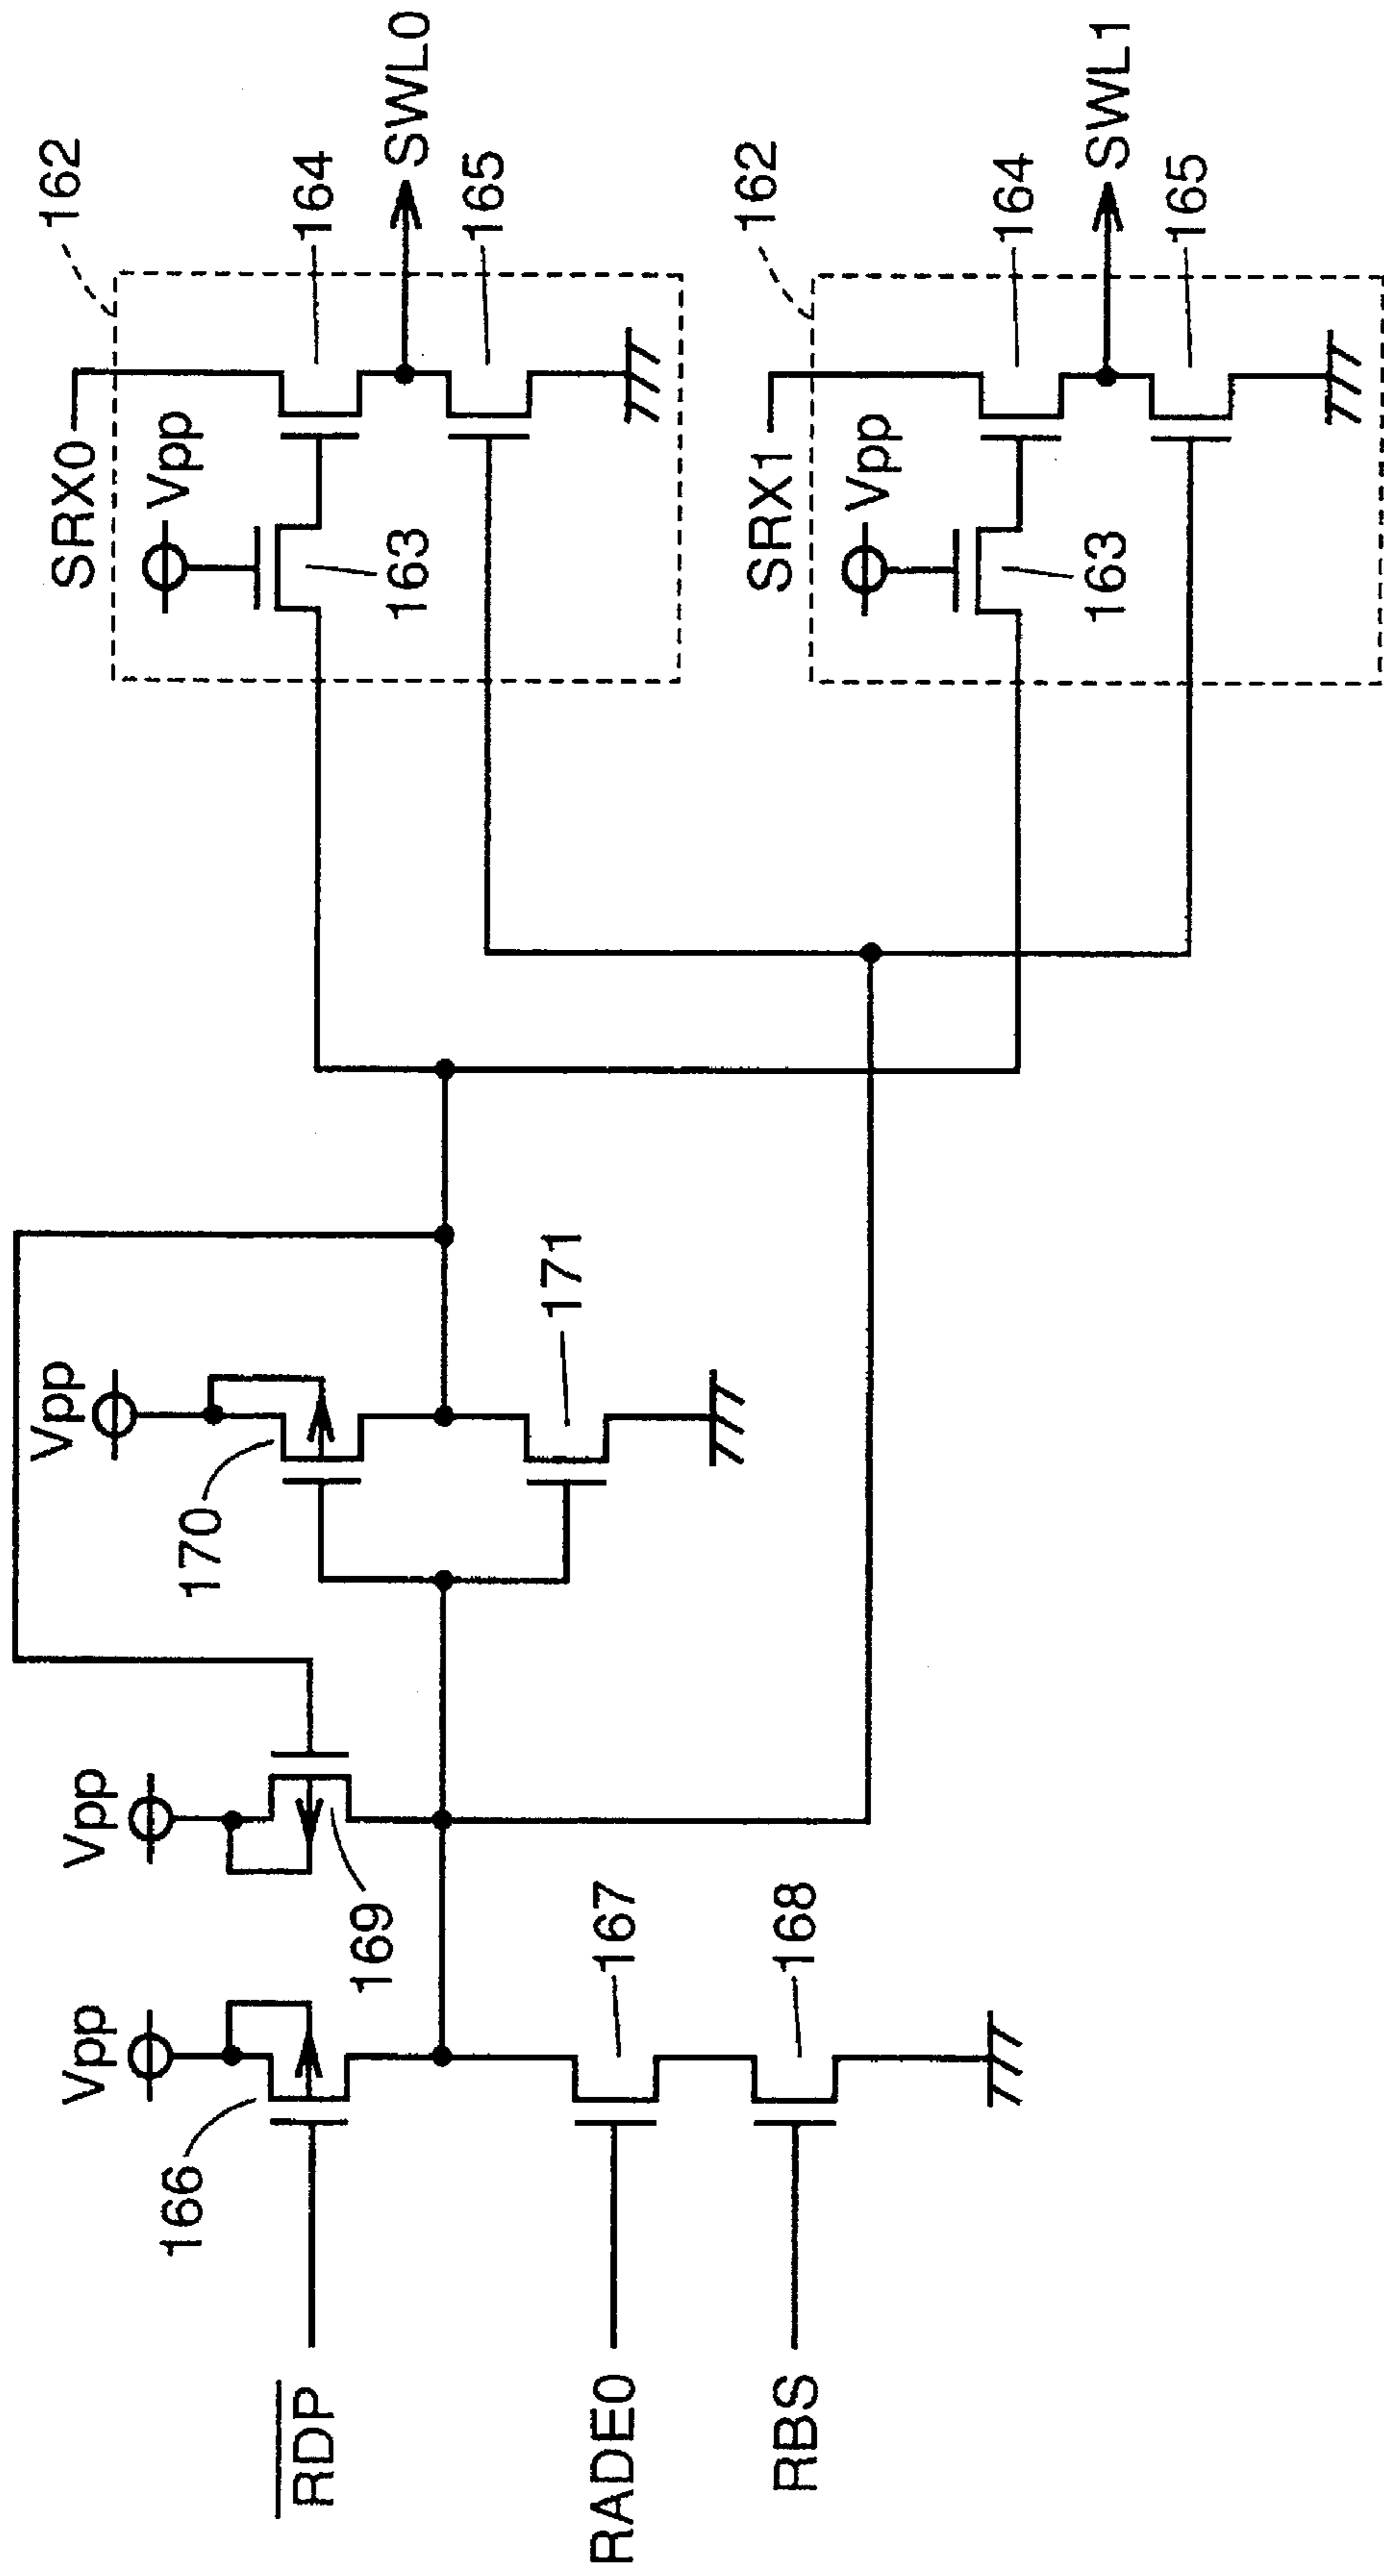 SRX0
Vpp
162
163
164
SWL0
165
SRX1
Vpp
162
163
164
SWL1
165
Vpp
170
171
Vpp
169
Vpp
166
167
168
RDP
RADE0
RBS